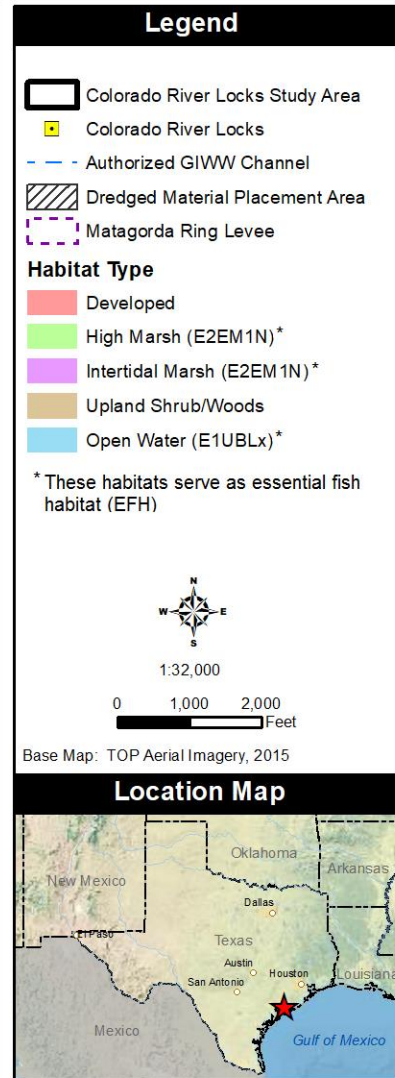 Legend
Colorado River Locks Study Area
Colorado River Locks
Authorized GIWW Channel
Dredged Material Placement Area
Matagorda Ring Levee
Habitat Type
Developed
High Marsh (E2EM1N)*
Intertidal Marsh (E2EM1N)*
Upland Shrub/Woods
Open Water (E1UBLx)*
* These habitats serve as essential fish
habitat (EFH)
N
W E
S
1:32,000
0 1,000 2,000
Feet
Base Map: TOP Aerial Imagery, 2015
Location Map
Oklahoma
Arkansas
New Mexico
Dallas
El Paso
Texas
Austin
Houston
Louisiana
San Antonio
Mexico
Gulf of Mexico